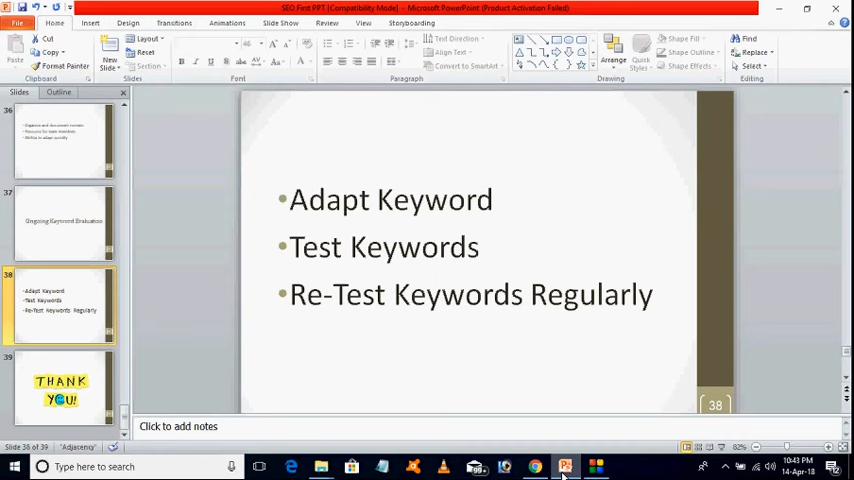 SEO First PPT [Compatibility Mode] - Microsoft PowerPoint (Product Activation Failed)
File Home Insert Design Transitions Animations Slide Show Review View Storyboarding
Paste
Cut
Copy
Format Painter
Clipboard
New Slide
Layout
Reset
Section
Slides
Font
Text Direction
Align Text
Convert to SmartArt
Paragraph
Arrange
Quick Styles
Shape Fill
Shape Outline
Shape Effects
Drawing
Find
Replace
Select
Editing
Slides Outline
36
37
Ongoing Keyword Evaluation
38
Adapt Keyword
Test Keywords
Re-Test Keywords Regularly
39
THANK
YOU!
•Adapt Keyword
•Test Keywords
•Re-Test Keywords Regularly
38
Click to add notes
Slide 38 of 39 "Adjacency" 82%
Type here to search
99+
10:43 PM
14-Apr-18
12